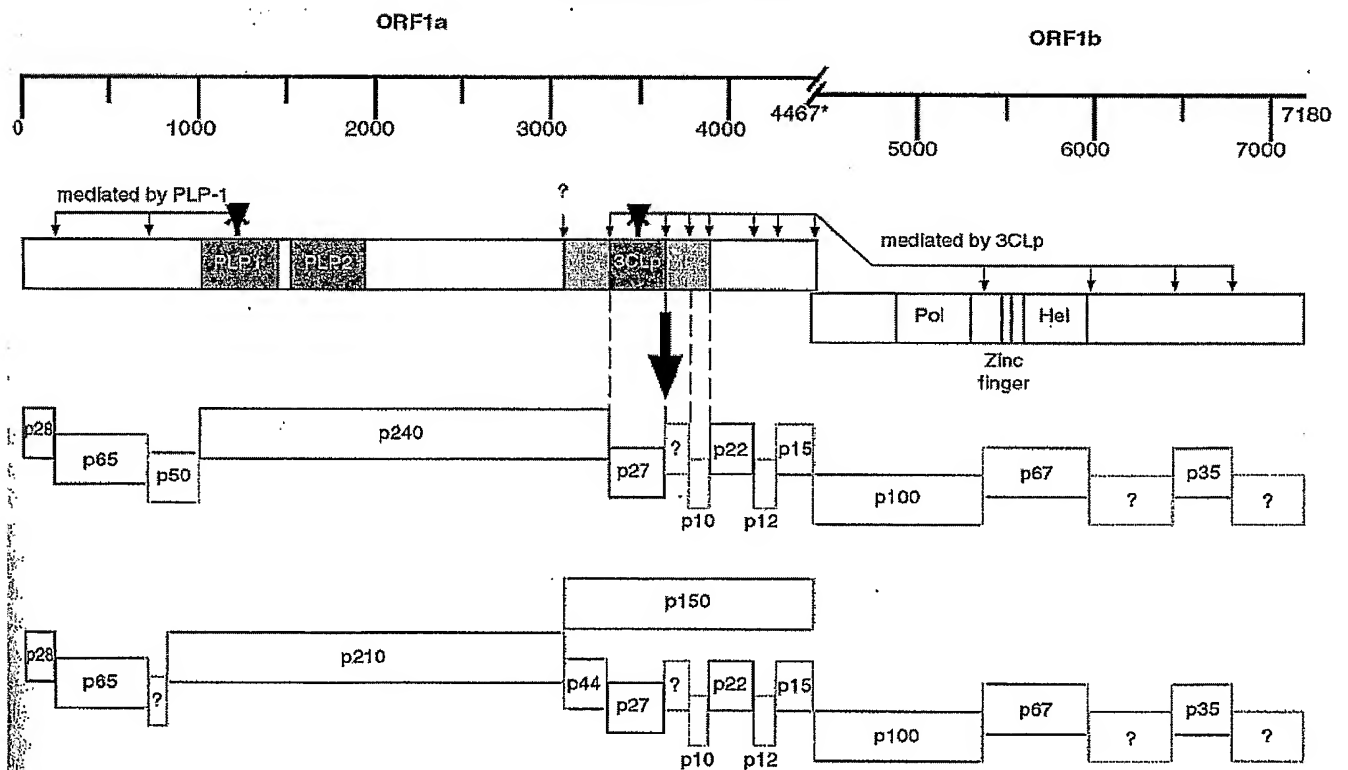 ORF1a
ORF1b
0
1000
2000
3000
4000
4467*
5000
6000
7000
7180
mediated by PLP-1
?
mediated by 3CLp
PLP1
PLP2
3CLp
Pol
Hel
Zinc
finger
p28
p65
p50
p240
p27
?
p10
p22
p12
p15
p100
p67
?
p35
?
p150
p28
p65
?
p210
p44
p27
?
p10
p22
p12
p15
p100
p67
?
p35
?